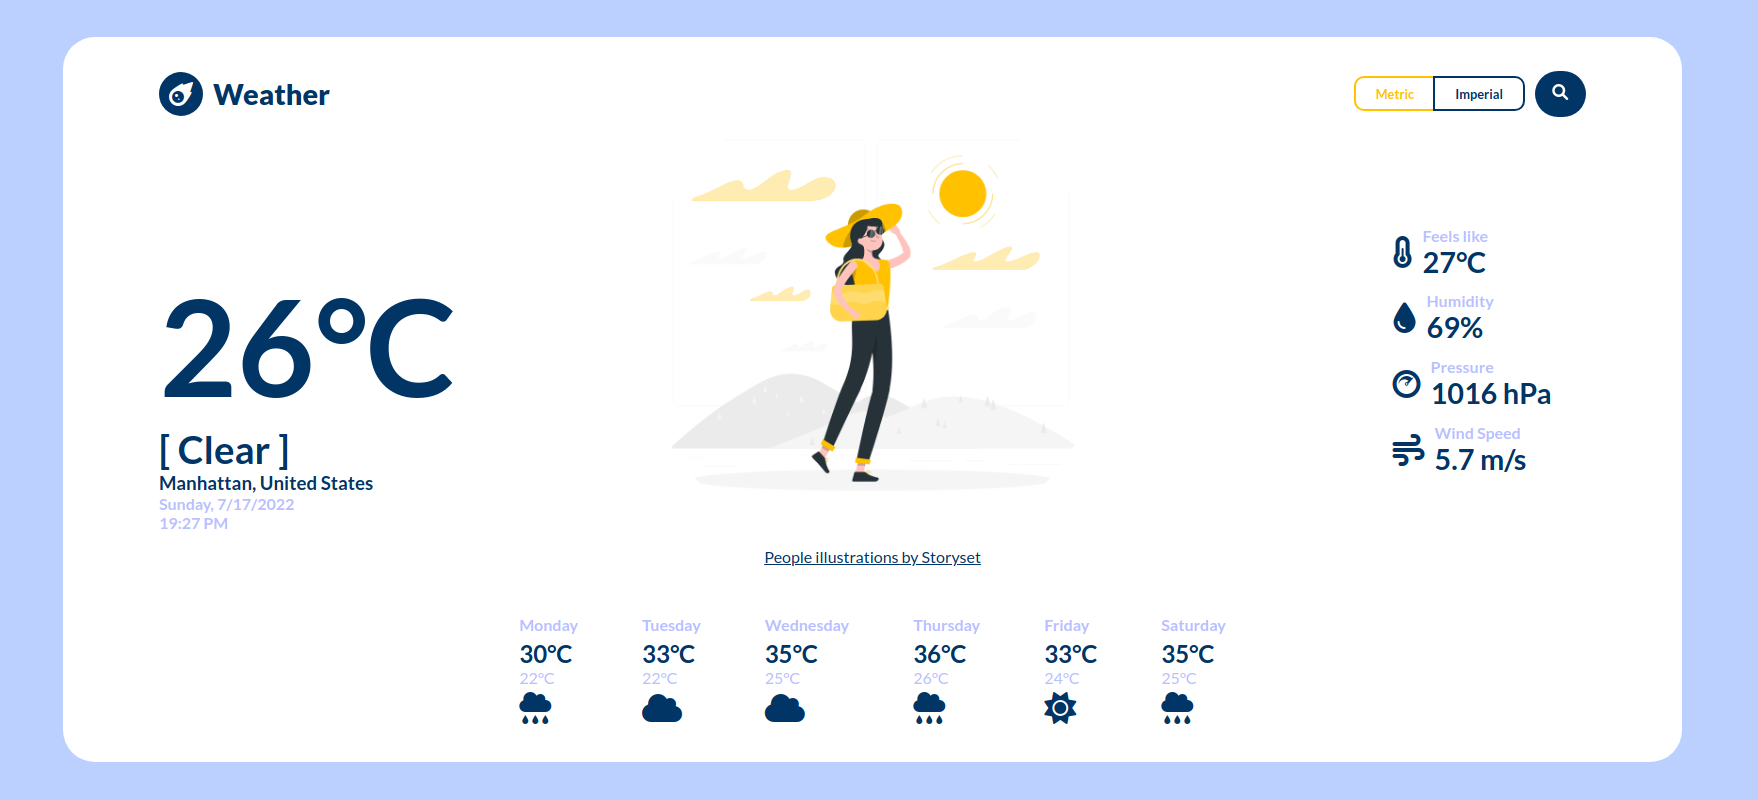 Weather
Metric Imperial
26°C
[ Clear ]
Manhattan, United States
Sunday, 7/17/2022
19:27 PM
People illustrations by Storyset
Feels like
27°C
Humidity
69%
Pressure
1016 hPa
Wind Speed
5.7 m/s
Monday
30°C
22°C
Tuesday
33°C
22°C
Wednesday
35°C
25°C
Thursday
36°C
26°C
Friday
33°C
24°C
Saturday
35°C
25°C